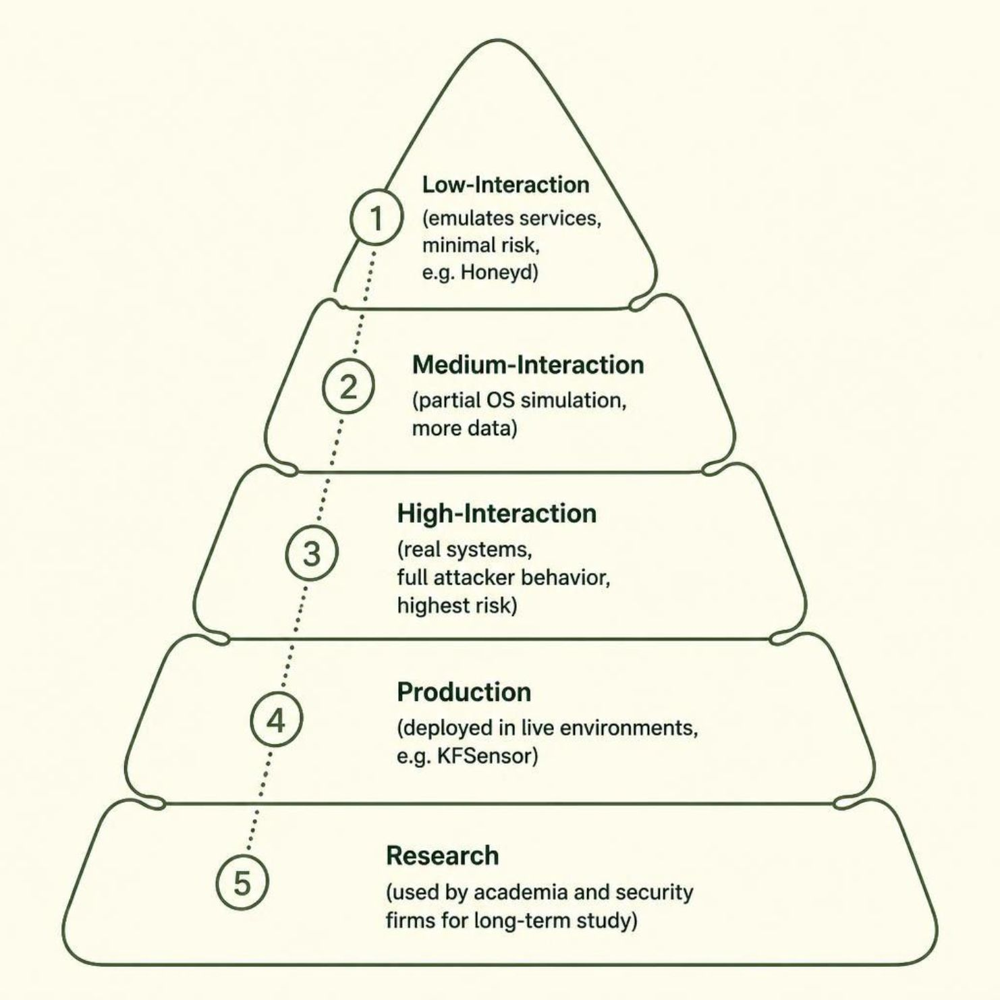 1
Low-Interaction
(emulates services,
minimal risk,
e.g. Honeyd)
2
Medium-Interaction
(partial OS simulation,
more data)
3
High-Interaction
(real systems,
full attacker behavior,
highest risk)
4
Production
(deployed in live environments,
e.g. KFSensor)
5
Research
(used by academia and security
firms for long-term study)